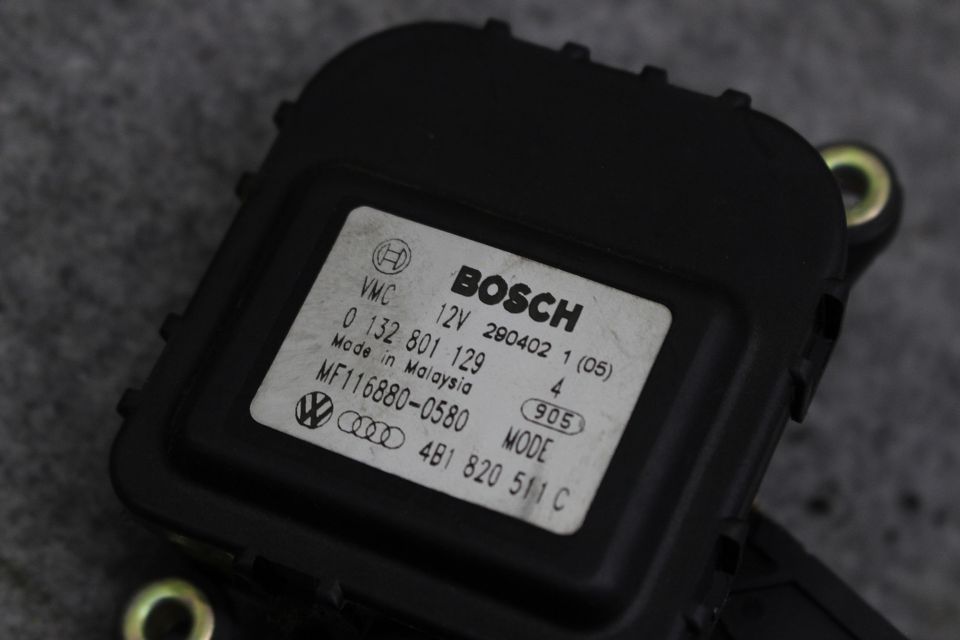 BOSCH
VMC 12V 290402 1 (05)
0 132 801 129 4
Made in Malaysia 905
MF116880-0580 MODE
4B1 820 511 C